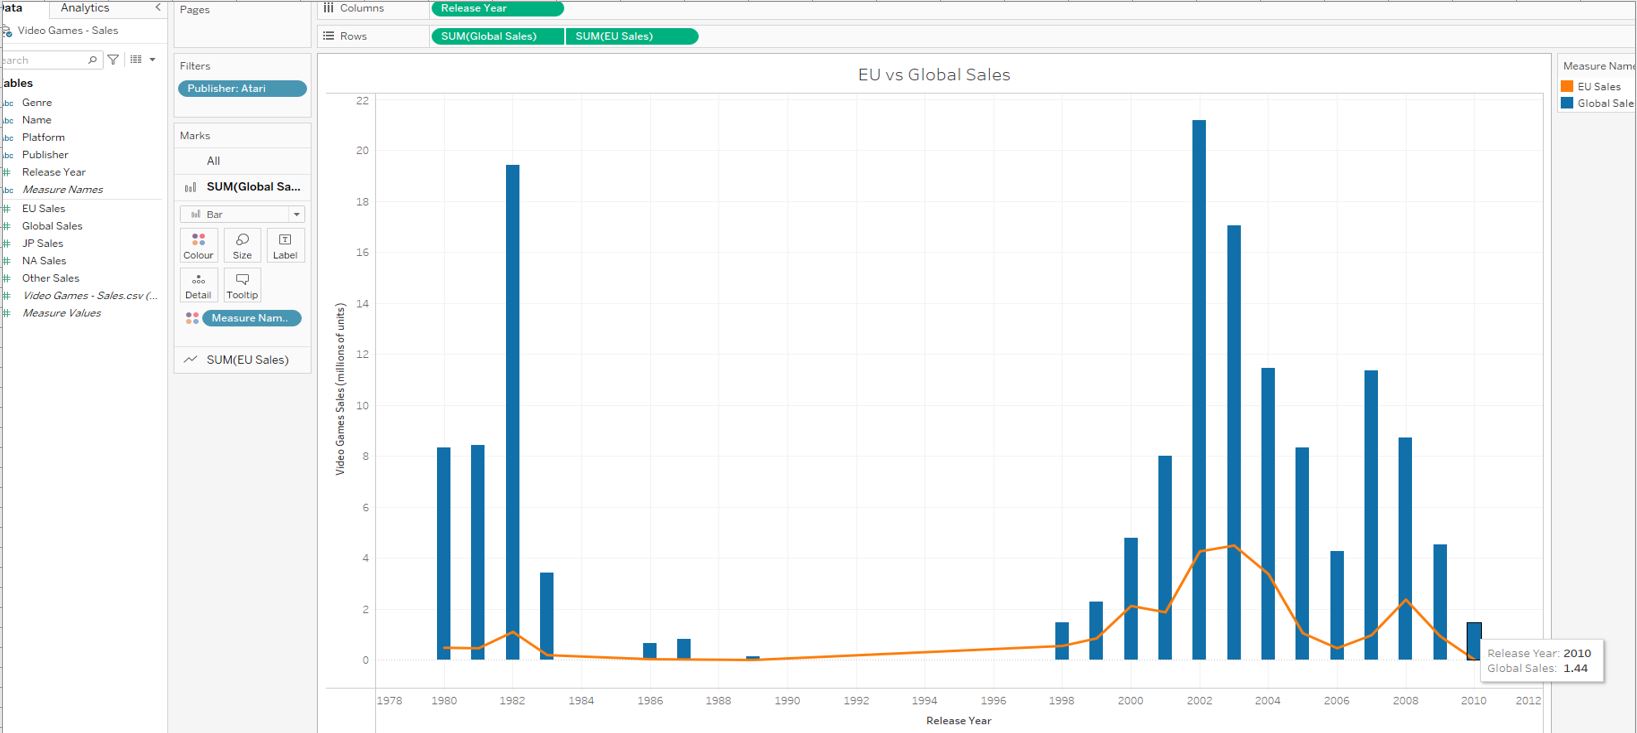 ata Analytics
Video Games - Sales
earch
ables
Abc Genre
Abc Name
Abc Platform
Abc Publisher
# Release Year
Abc Measure Names
# EU Sales
# Global Sales
# JP Sales
# NA Sales
# Other Sales
# Video Games - Sales.csv (...
# Measure Values
Pages
Filters
Publisher: Atari
Marks
All
SUM(Global Sa...
Bar
Colour Size Label
Detail Tooltip
Measure Nam..
SUM(EU Sales)
Columns Release Year
Rows SUM(Global Sales) SUM(EU Sales)
EU vs Global Sales
Video Games Sales (millions of units)
22
20
18
16
14
12
10
8
6
4
2
0
1978 1980 1982 1984 1986 1988 1990 1992 1994 1996 1998 2000 2002 2004 2006 2008 2010 2012
Release Year
Release Year: 2010
Global Sales: 1.44
Measure Name
EU Sales
Global Sale